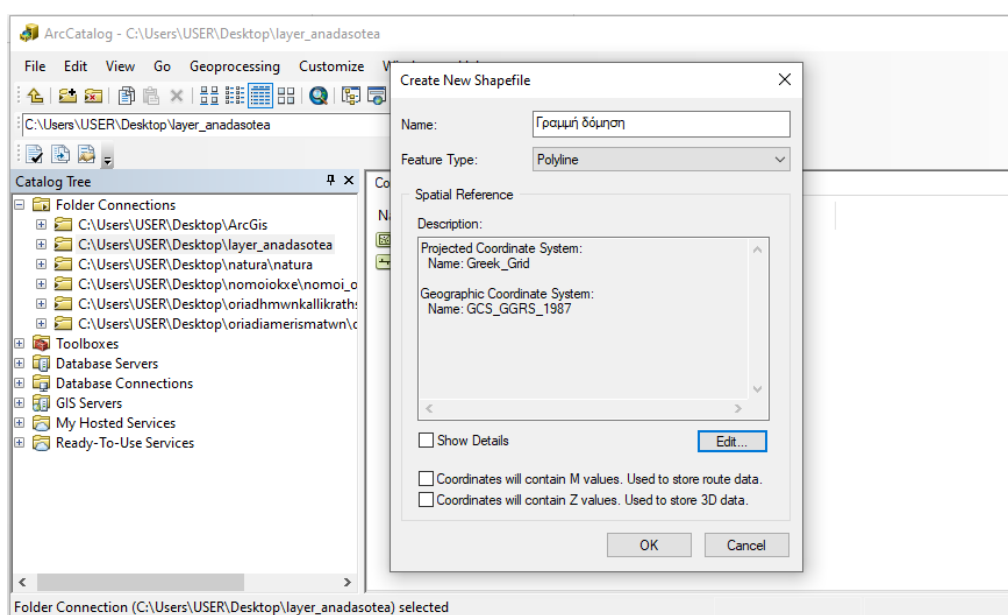 ArcCatalog - C:\Users\USER\Desktop\layer_anadasotea
File Edit View Go Geoprocessing Customize
C:\Users\USER\Desktop\layer_anadasotea
Catalog Tree
Folder Connections
C:\Users\USER\Desktop\ArcGis
C:\Users\USER\Desktop\layer_anadasotea
C:\Users\USER\Desktop\natura\natura
C:\Users\USER\Desktop\nomoiokxe\nomoi_o
C:\Users\USER\Desktop\oriadhmwnkallikraths
C:\Users\USER\Desktop\oriadiamerismatwn\
Toolboxes
Database Servers
Database Connections
GIS Servers
My Hosted Services
Ready-To-Use Services
Folder Connection (C:\Users\USER\Desktop\layer_anadasotea) selected
Create New Shapefile
Name: Γραμμή δόμηση
Feature Type: Polyline
Spatial Reference
Description:
Projected Coordinate System:
Name: Greek_Grid
Geographic Coordinate System:
Name: GCS_GGRS_1987
Show Details Edit...
Coordinates will contain M values. Used to store route data.
Coordinates will contain Z values. Used to store 3D data.
OK Cancel